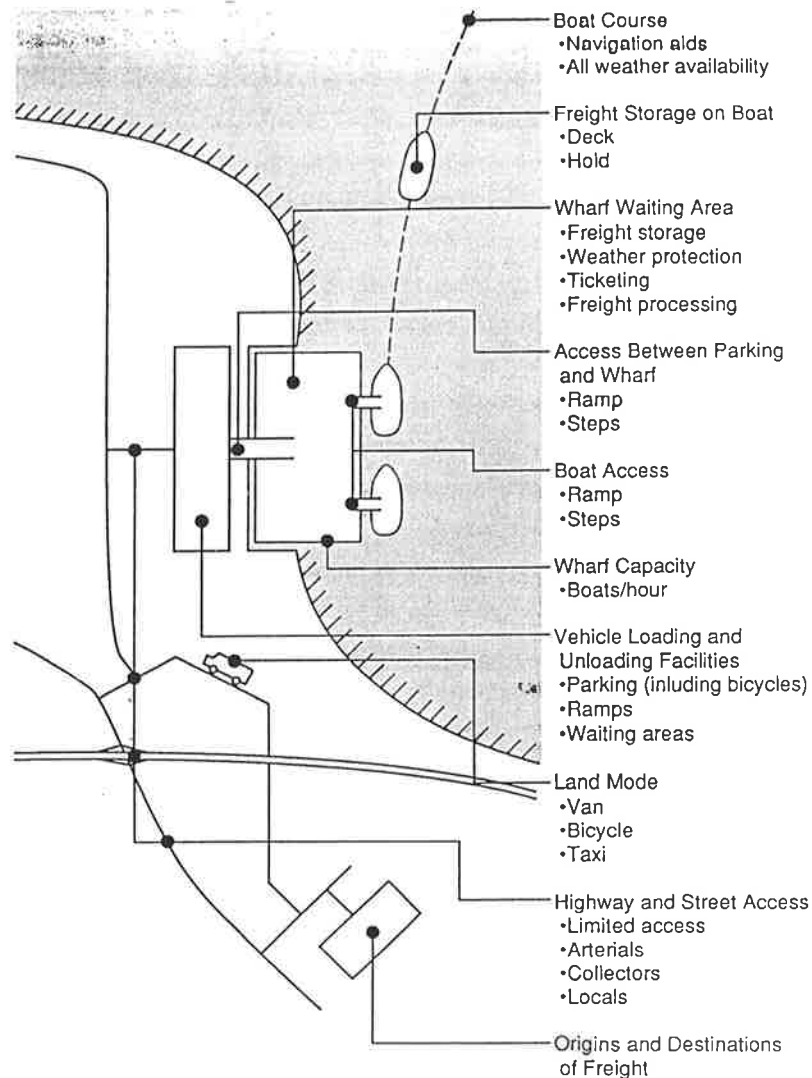 Boat Course
•Navigation aids
•All weather availability
Freight Storage on Boat
•Deck
•Hold
Wharf Waiting Area
•Freight storage
•Weather protection
•Ticketing
•Freight processing
Access Between Parking
and Wharf
•Ramp
•Steps
Boat Access
•Ramp
•Steps
Wharf Capacity
•Boats/hour
Vehicle Loading and
Unloading Facilities
•Parking (inluding bicycles)
•Ramps
•Waiting areas
Land Mode
•Van
•Bicycle
•Taxi
Highway and Street Access
•Limited access
•Arterials
•Collectors
•Locals
Origins and Destinations
of Freight